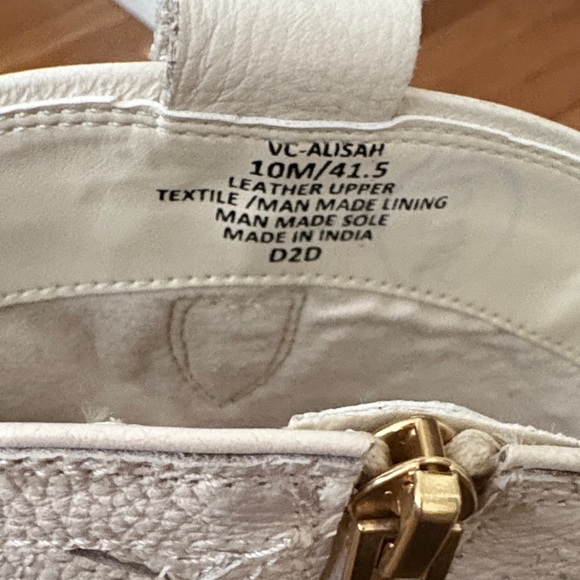 VC-ALISAH
10M/41.5
LEATHER UPPER
TEXTILE /MAN MADE LINING
MAN MADE SOLE
MADE IN INDIA
D2D